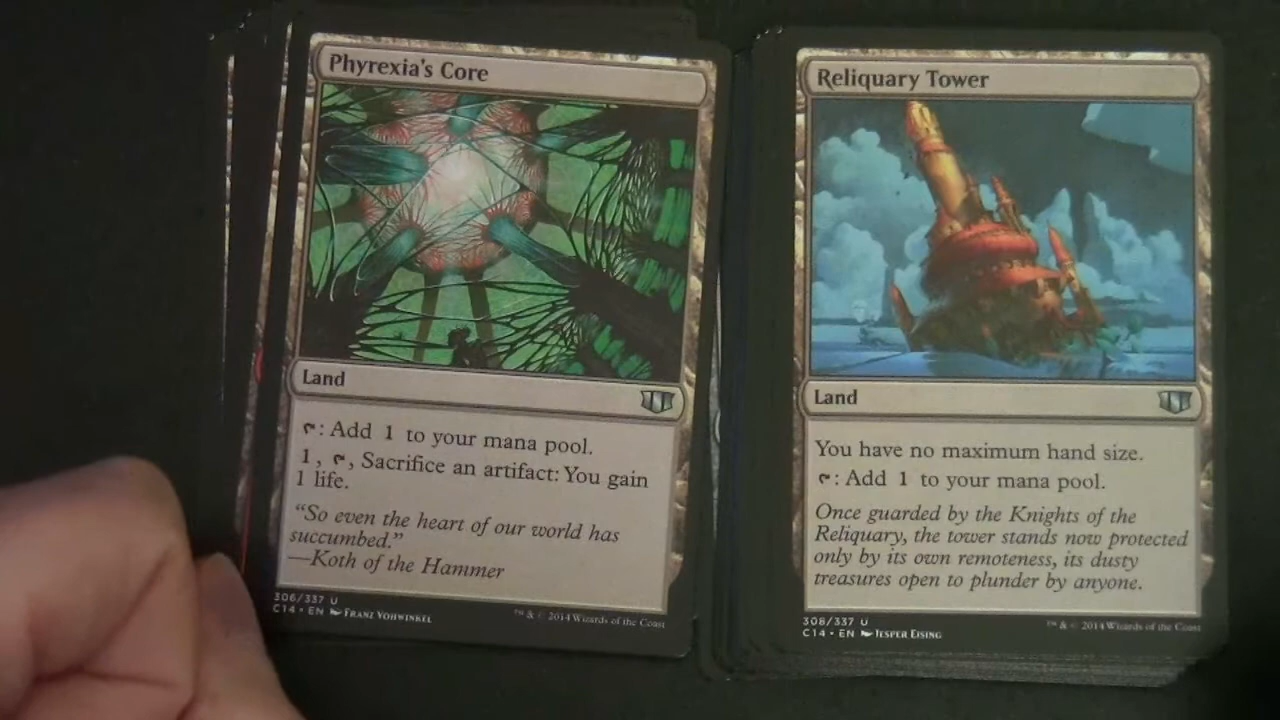 Phyrexia's Core
Land
: Add 1 to your mana pool.
1, , Sacrifice an artifact: You gain
1 life.
"So even the heart of our world has
succumbed."
—Koth of the Hammer
306/337 U
C14 • EN Franz Vohwinkel
™ & © 2014 Wizards of the Coast
Reliquary Tower
Land
You have no maximum hand size.
: Add 1 to your mana pool.
Once guarded by the Knights of the
Reliquary, the tower stands now protected
only by its own remoteness, its dusty
treasures open to plunder by anyone.
308/337 U
C14 • EN Jesper Eising
™ & © 2014 Wizards of the Coast